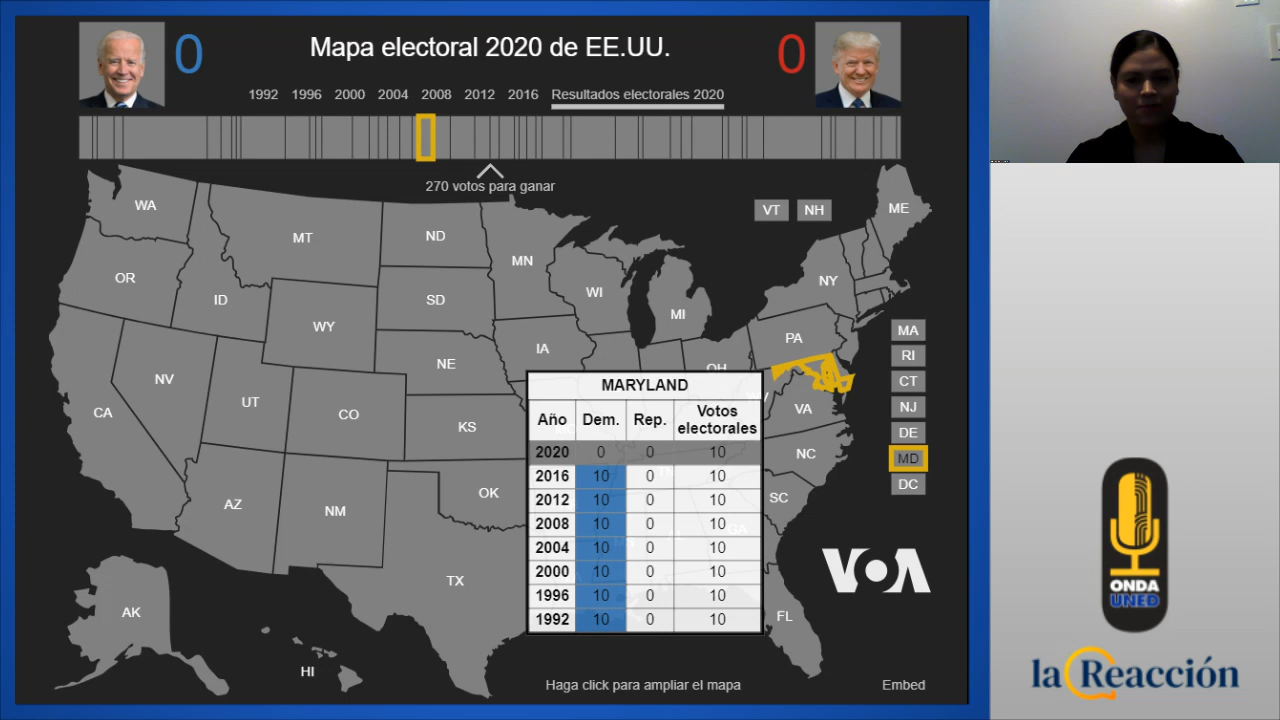 0
Mapa electoral 2020 de EE.UU.
0
1992 1996 2000 2004 2008 2012 2016 Resultados electorales 2020
270 votos para ganar
WA
MT
ND
MN
VT
NH
ME
OR
ID
SD
WI
MI
NY
WY
IA
PA
MA
RI
NV
UT
NE
OH
CT
CA
CO
KS
VA
NJ
DE
NC
MD
DC
AZ
NM
OK
SC
GA
TX
AK
HI
FL
MARYLAND
Año Dem. Rep. Votos electorales
2020 0 0 10
2016 10 0 10
2012 10 0 10
2008 10 0 10
2004 10 0 10
2000 10 0 10
1996 10 0 10
1992 10 0 10
VOA
Haga click para ampliar el mapa
Embed
ONDA
UNED
la Reacción